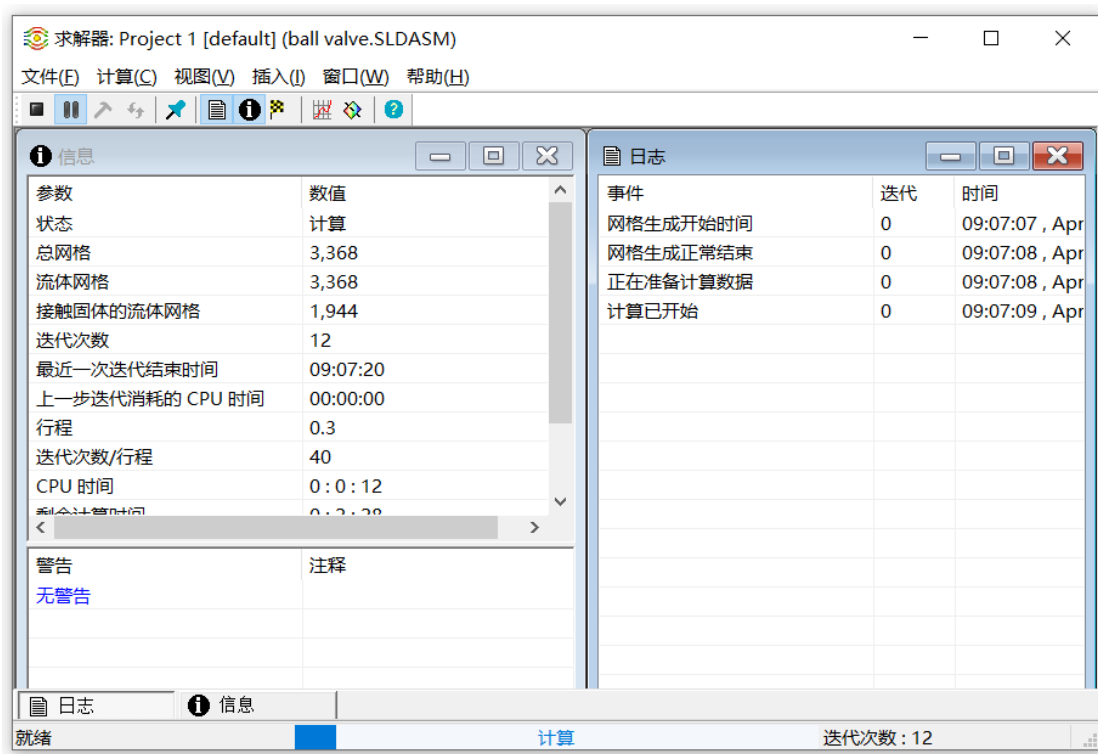 求解器: Project 1 [default] (ball valve.SLDASM)
文件(F) 计算(C) 视图(V) 插入(I) 窗口(W) 帮助(H)
信息
参数 数值
状态 计算
总网格 3,368
流体网格 3,368
接触固体的流体网格 1,944
迭代次数 12
最近一次迭代结束时间 09:07:20
上一步迭代消耗的 CPU 时间 00:00:00
行程 0.3
迭代次数/行程 40
CPU 时间 0 : 0 : 12
剩余计算时间 0 : 2 : 28
警告 注释
无警告
日志
事件 迭代 时间
网格生成开始时间 0 09:07:07 , Apr
网格生成正常结束 0 09:07:08 , Apr
正在准备计算数据 0 09:07:08 , Apr
计算已开始 0 09:07:09 , Apr
日志 信息
就绪 计算 迭代次数 : 12